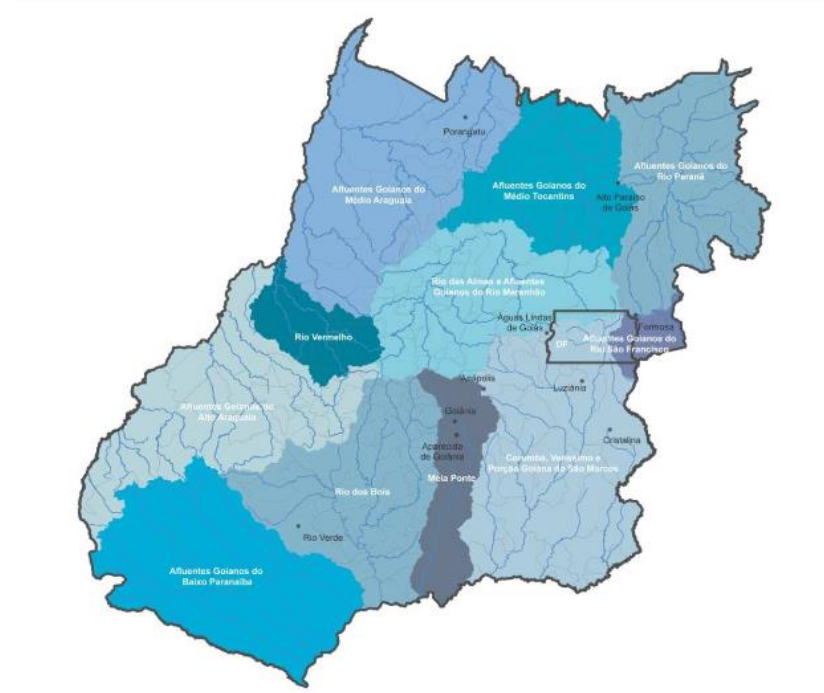 Porangatu
Afluentes Goianos do
Rio Paranã
Afluentes Goianos do
Médio Araguaia
Afluentes Goianos do
Médio Tocantins
Alto Paraíso
de Goiás
Rio das Almas e Afluentes
Goianos do Rio Maranhão
Águas Lindas
de Goiás
Formosa
Rio Vermelho
DF
Afluentes Goianos do
Rio São Francisco
Anápolis
Luziânia
Afluentes Goianos do
Alto Araguaia
Goiânia
Cristalina
Aparecida
de Goiânia
Corumbá, Veríssimo e
Porção Goiana do São Marcos
Meia Ponte
Rio dos Bois
Rio Verde
Afluentes Goianos do
Baixo Paranaíba